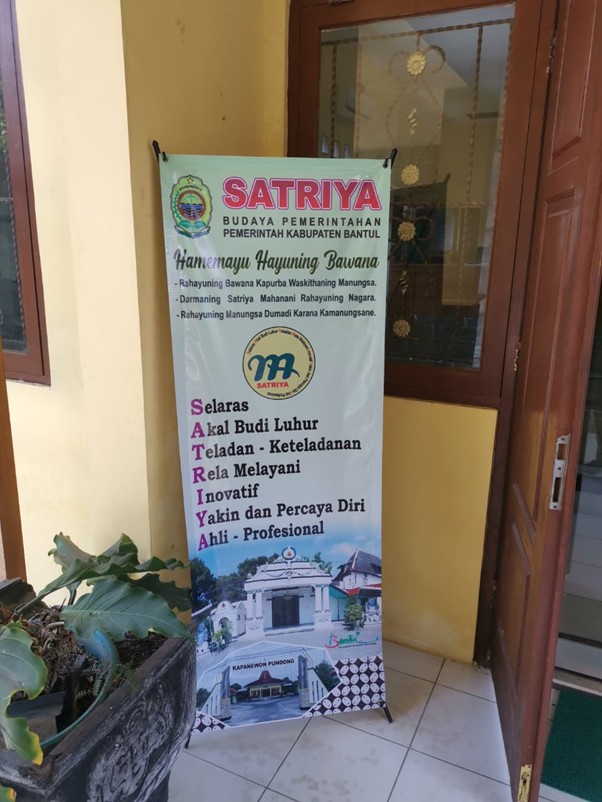 SATRIYA
BUDAYA PEMERINTAHAN
PEMERINTAH KABUPATEN BANTUL
Hamemayu Hayuning Bawana
- Rahayuning Bawana Kapurba Waskithaning Manungsa.
- Darmaning Satriya Mahanani Rahayuning Nagara.
- Rahayuning Manungsa Dumadi Karana Kamanungsane.
SATRIYA
Selaras
Akal Budi Luhur
Teladan - Keteladanan
Rela Melayani
Inovatif
Yakin dan Percaya Diri
Ahli - Profesional
Bantul
KAPANEWON PUNDONG